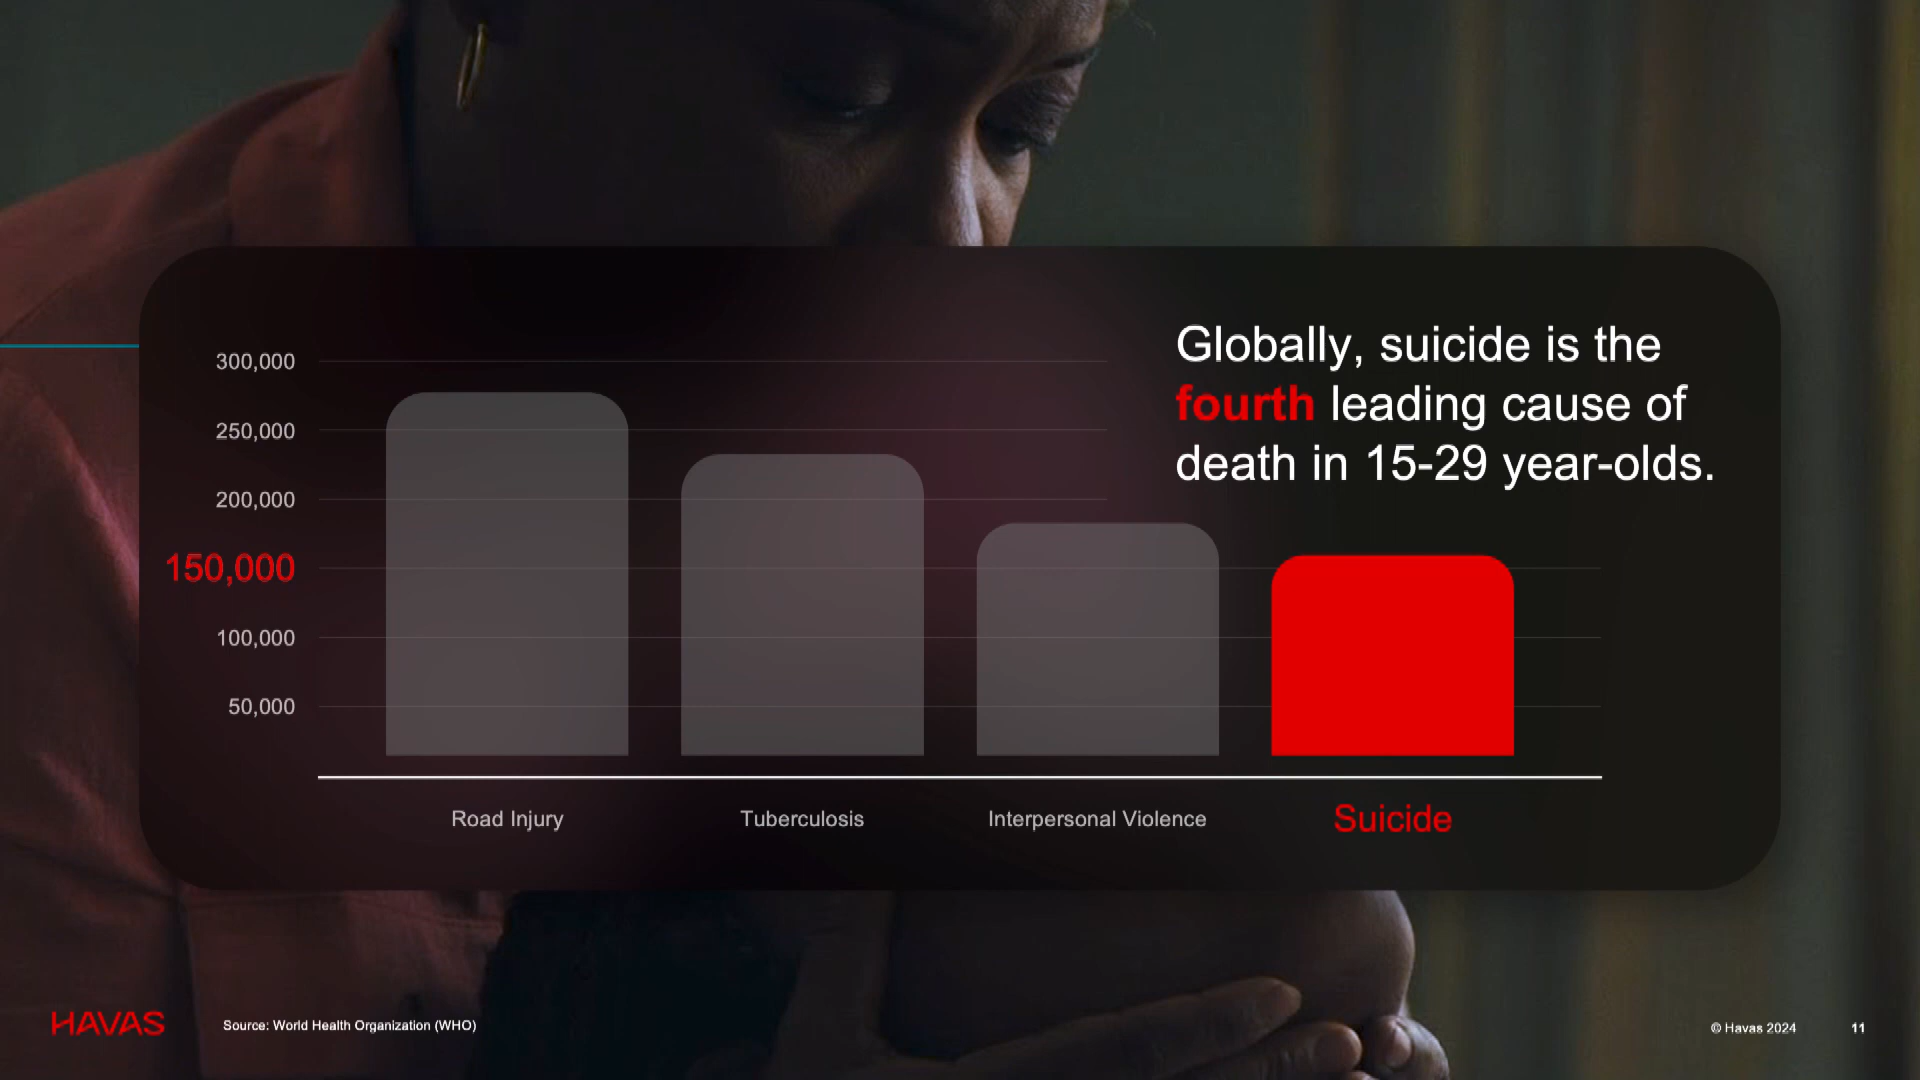 Globally, suicide is the
fourth leading cause of
death in 15-29 year-olds.
300,000
250,000
200,000
150,000
100,000
50,000
Road Injury
Tuberculosis
Interpersonal Violence
Suicide
HAVAS
Source: World Health Organization (WHO)
© Havas 2024
11